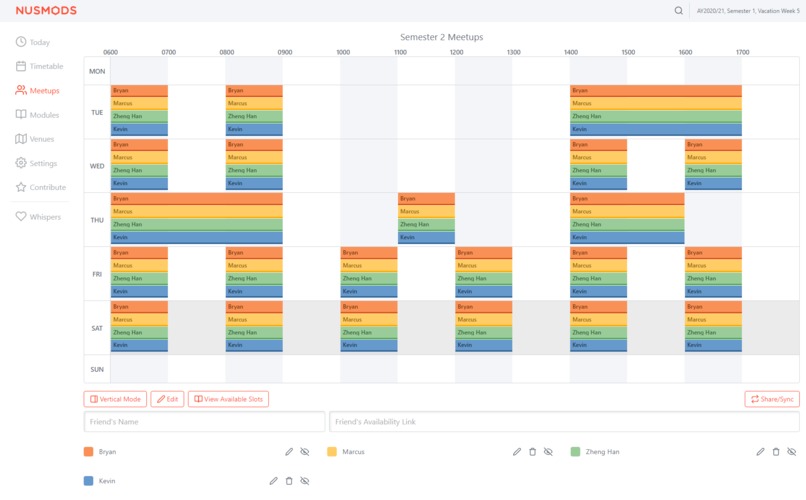 NUSMODS
AY2020/21, Semester 1, Vacation Week 5
Today
Timetable
Meetups
Modules
Venues
Settings
Contribute
Whispers
Semester 2 Meetups
0600 0700 0800 0900 1000 1100 1200 1300 1400 1500 1600 1700
MON
TUE
Bryan Bryan Bryan
Marcus Marcus Marcus
Zheng Han Zheng Han Zheng Han
Kevin Kevin Kevin
WED
Bryan Bryan Bryan Bryan
Marcus Marcus Marcus Marcus
Zheng Han Zheng Han Zheng Han Zheng Han
Kevin Kevin Kevin Kevin
THU
Bryan Bryan Bryan
Marcus Marcus Marcus
Zheng Han Zheng Han Zheng Han
Kevin Kevin Kevin
FRI
Bryan Bryan Bryan Bryan Bryan Bryan
Marcus Marcus Marcus Marcus Marcus Marcus
Zheng Han Zheng Han Zheng Han Zheng Han Zheng Han Zheng Han
Kevin Kevin Kevin Kevin Kevin Kevin
SAT
Bryan Bryan Bryan Bryan Bryan Bryan
Marcus Marcus Marcus Marcus Marcus Marcus
Zheng Han Zheng Han Zheng Han Zheng Han Zheng Han Zheng Han
Kevin Kevin Kevin Kevin Kevin Kevin
SUN
Vertical Mode Edit View Available Slots Share/Sync
Friend's Name Friend's Availability Link
Bryan Marcus Zheng Han
Kevin